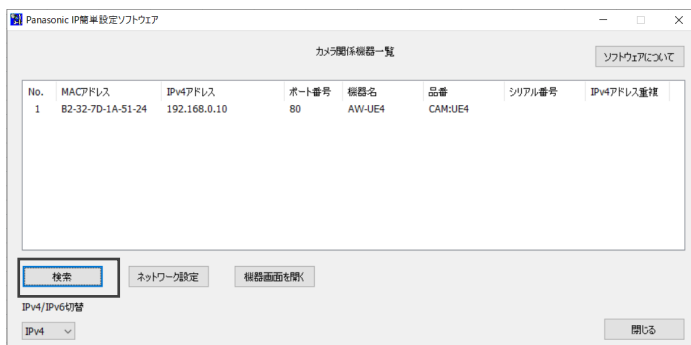 Panasonic IP簡単設定ソフトウェア
カメラ関係機器一覧
ソフトウェアについて
No. MACアドレス IPv4アドレス ポート番号 機器名 品番 シリアル番号 IPv4アドレス重複
1 B2-32-7D-1A-51-24 192.168.0.10 80 AW-UE4 CAM:UE4
検索 ネットワーク設定 機器画面を開く
IPv4/IPv6切替
IPv4 閉じる